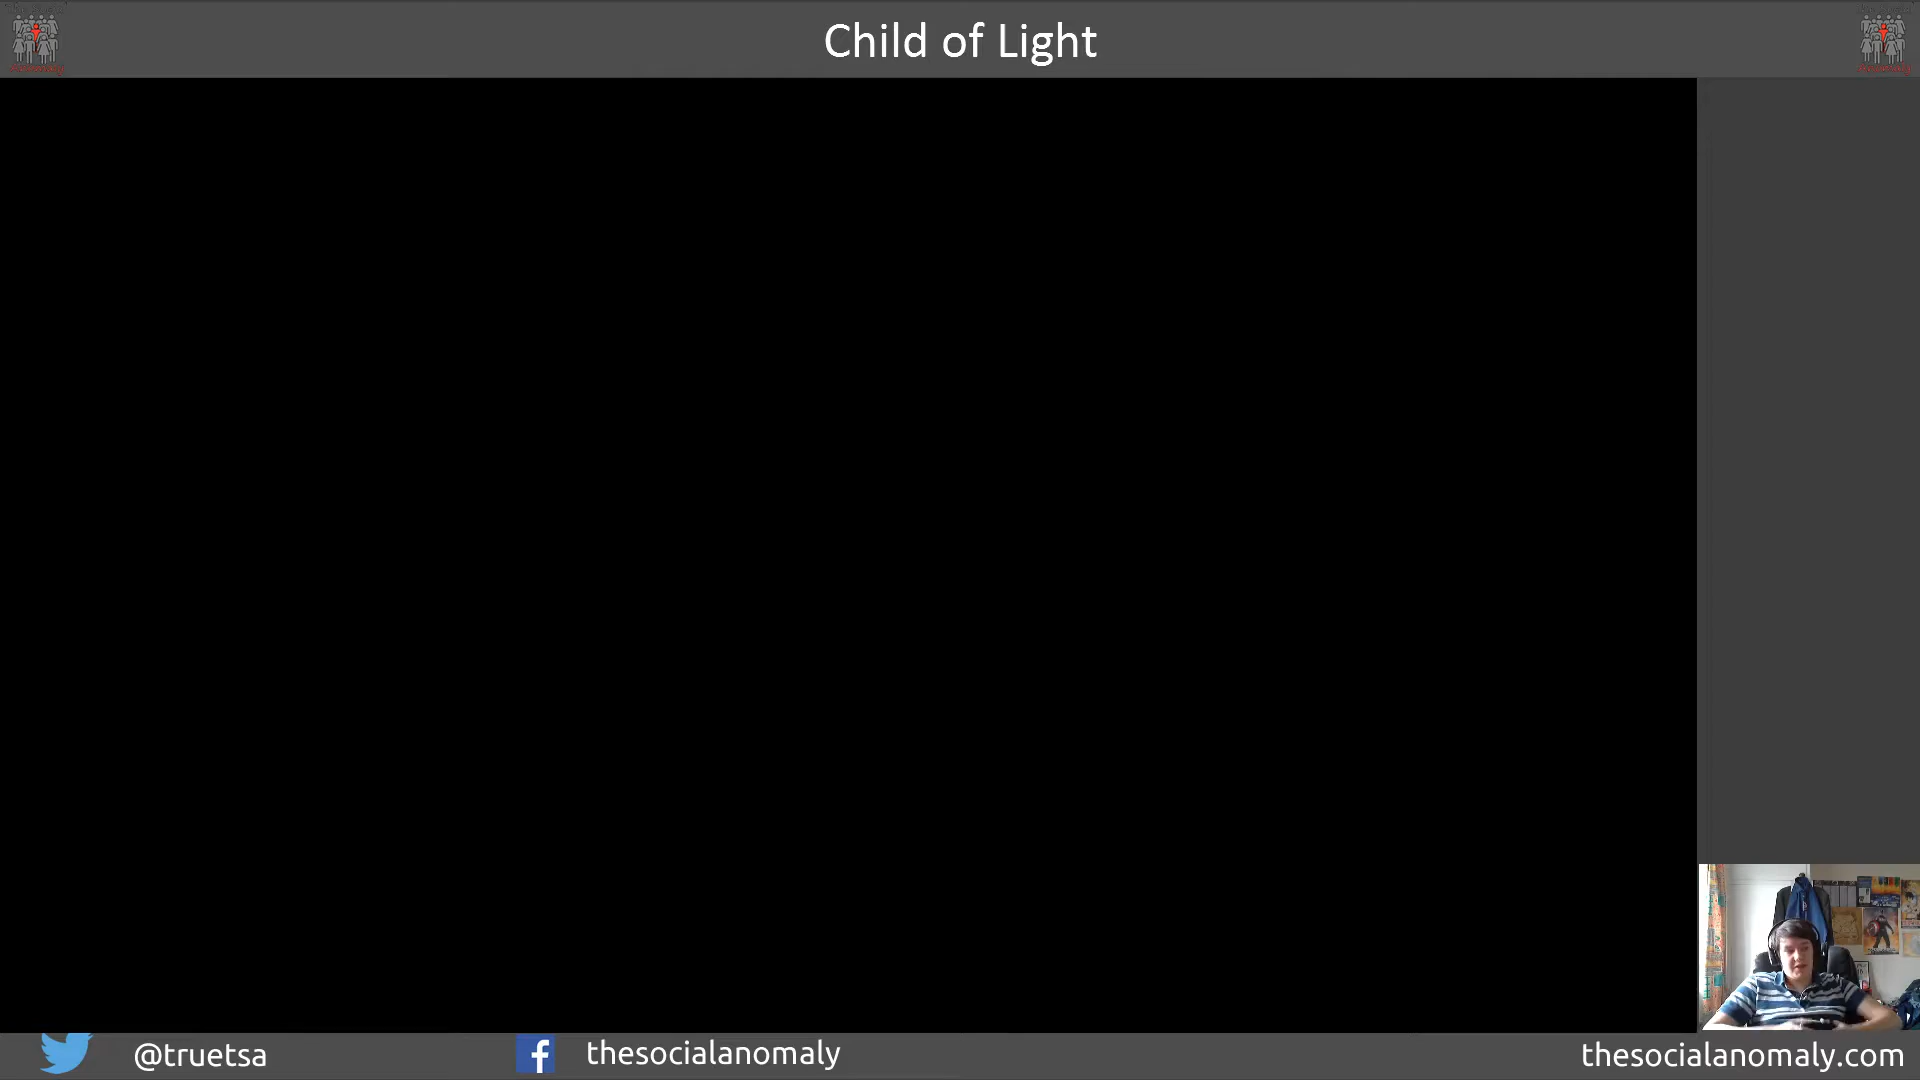 Child of Light
@truetsa
thesocialanomaly
thesocialanomaly.com